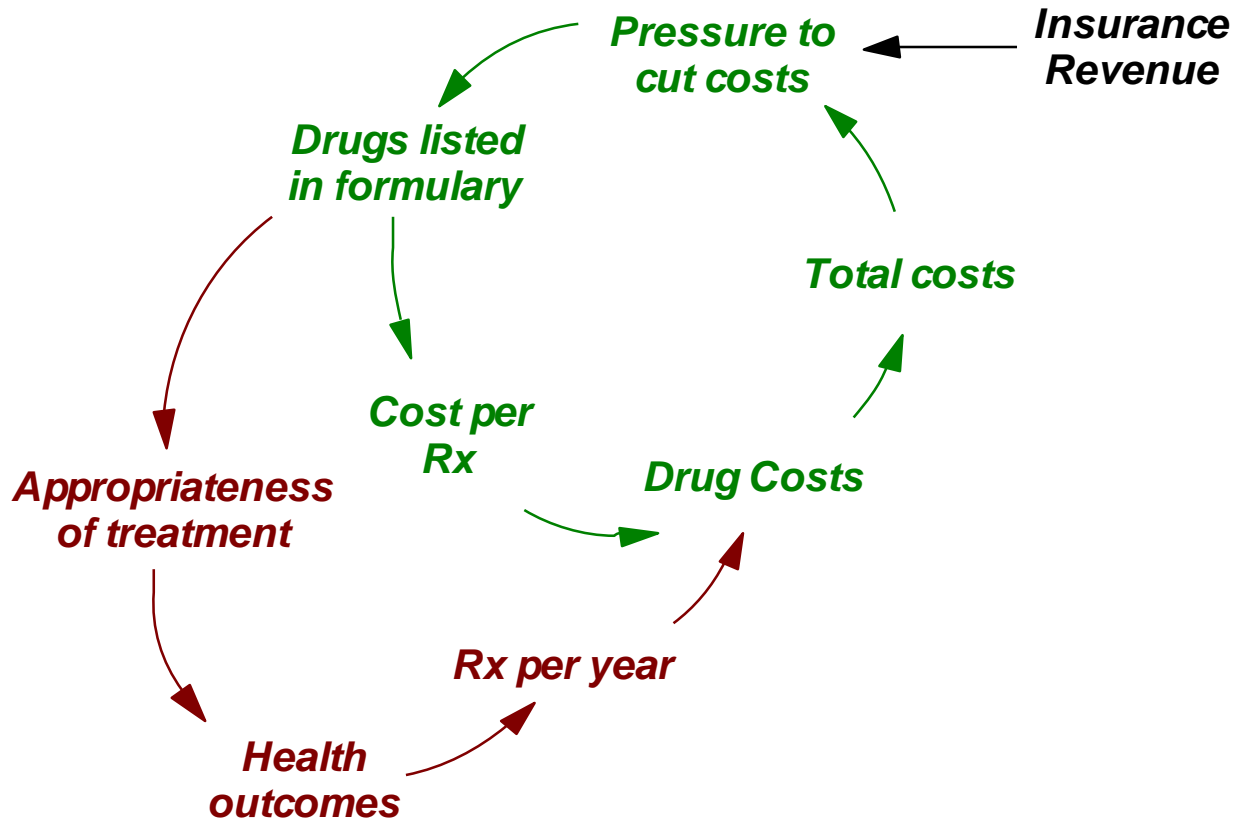 Pressure to
cut costs
Insurance
Revenue
Drugs listed
in formulary
Total costs
Cost per
Rx
Drug Costs
Appropriateness
of treatment
Rx per year
Health
outcomes